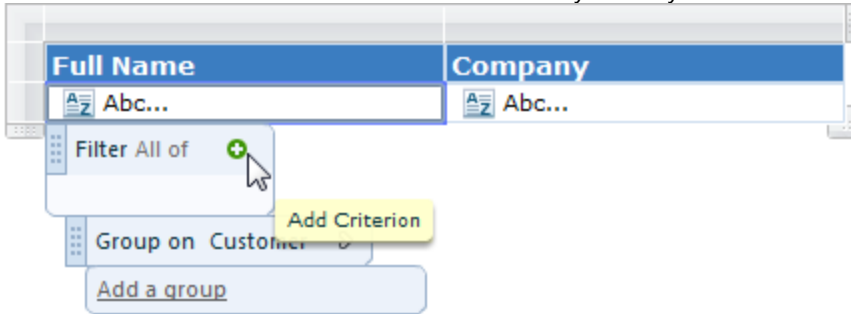 Full Name Company
Abc... Abc...
Filter All of
Add Criterion
Group on Customer
Add a group